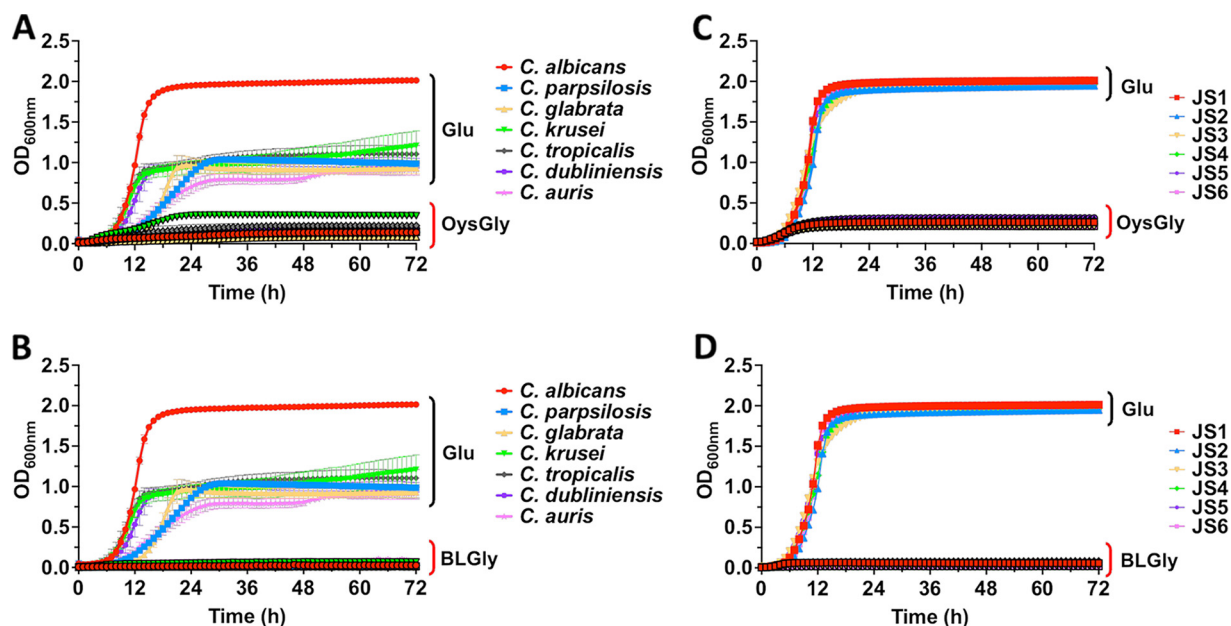 A
OD600nm
2.5
2.0
1.5
1.0
0.5
0.0
0 12 24 36 48 60 72
Time (h)
Glu
OysGly
C. albicans
C. parpsilosis
C. glabrata
C. krusei
C. tropicalis
C. dubliniensis
C. auris
C
OD600nm
2.5
2.0
1.5
1.0
0.5
0.0
0 12 24 36 48 60 72
Time (h)
Glu
OysGly
JS1
JS2
JS3
JS4
JS5
JS6
B
OD600nm
2.5
2.0
1.5
1.0
0.5
0.0
0 12 24 36 48 60 72
Time (h)
Glu
BLGly
C. albicans
C. parpsilosis
C. glabrata
C. krusei
C. tropicalis
C. dubliniensis
C. auris
D
OD600nm
2.5
2.0
1.5
1.0
0.5
0.0
0 12 24 36 48 60 72
Time (h)
Glu
BLGly
JS1
JS2
JS3
JS4
JS5
JS6